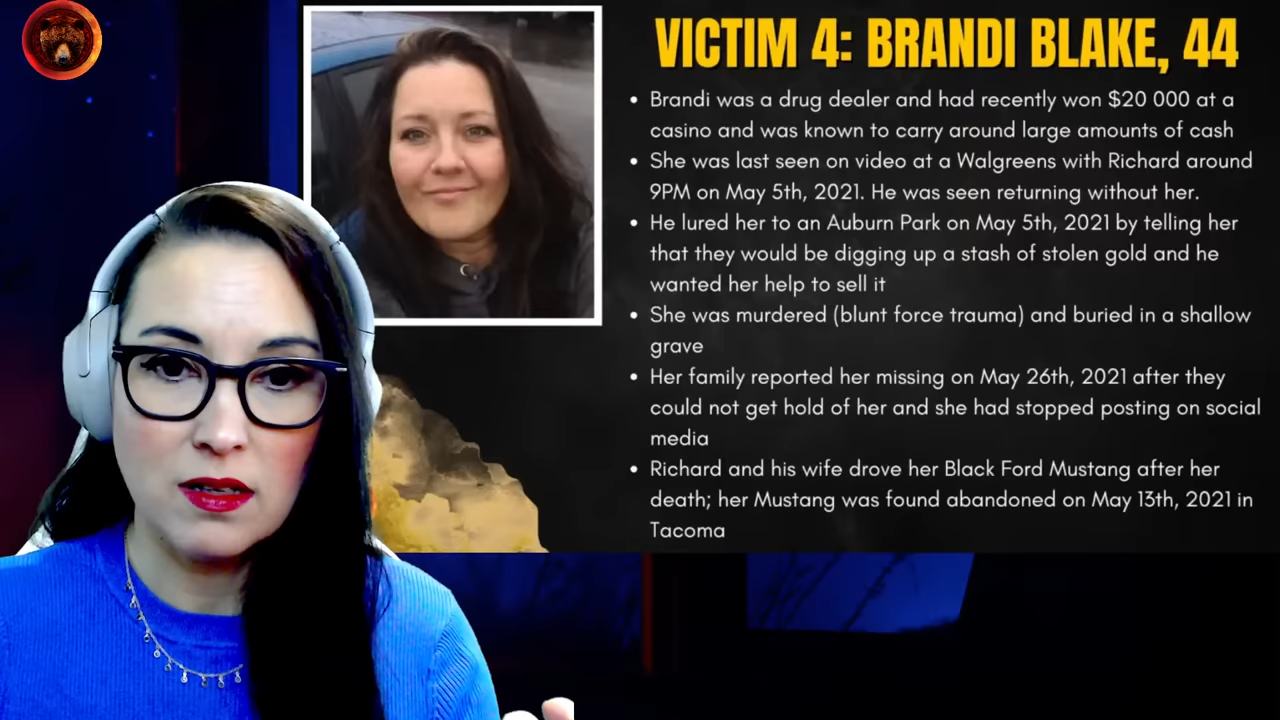 VICTIM 4: BRANDI BLAKE, 44
• Brandi was a drug dealer and had recently won $20 000 at a
casino and was known to carry around large amounts of cash
• She was last seen on video at a Walgreens with Richard around
9PM on May 5th, 2021. He was seen returning without her.
• He lured her to an Auburn Park on May 5th, 2021 by telling her
that they would be digging up a stash of stolen gold and he
wanted her help to sell it
• She was murdered (blunt force trauma) and buried in a shallow
grave
• Her family reported her missing on May 26th, 2021 after they
could not get hold of her and she had stopped posting on social
media
• Richard and his wife drove her Black Ford Mustang after her
death; her Mustang was found abandoned on May 13th, 2021 in
Tacoma